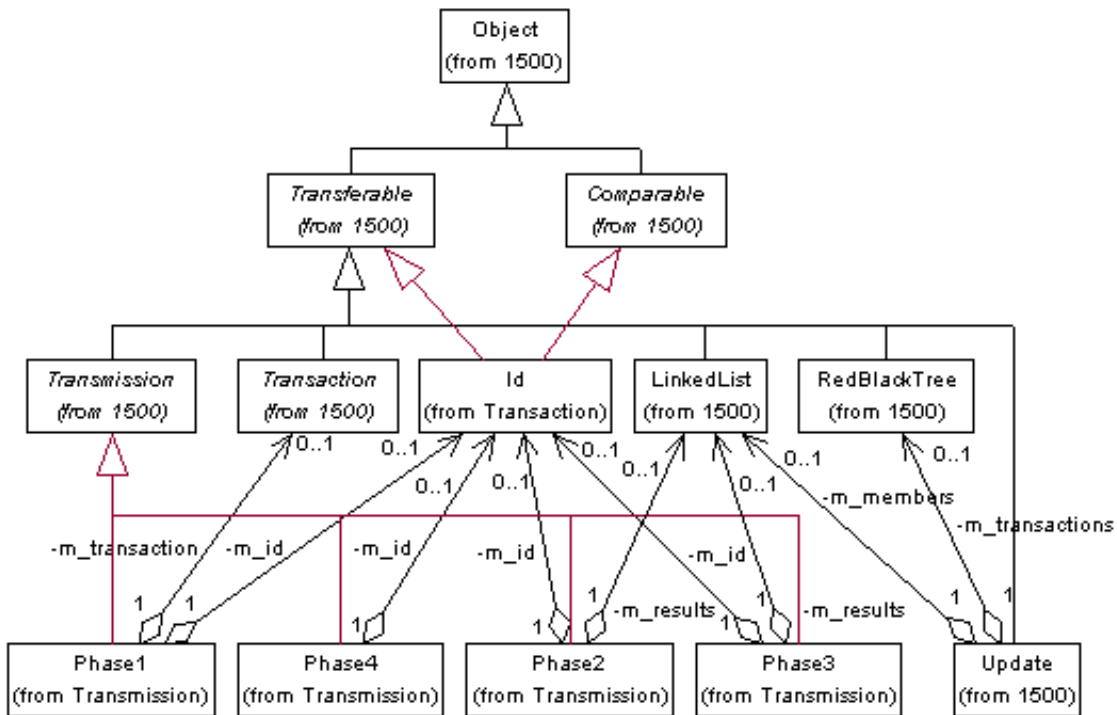 Object
(from 1500)
Transferable
(from 1500)
Comparable
(from 1500)
Transmission
(from 1500)
Transaction
(from 1500)
Id
(from Transaction)
LinkedList
(from 1500)
RedBlackTree
(from 1500)
0..1
0..1
0..1
0..1
0..1
0..1
0..1
0..1
0..1
-m_members
-m_transactions
-m_transaction
-m_id
-m_id
-m_id
-m_id
1
1
1
1
1
1
1
1
1
-m_results
-m_results
Phase1
(from Transmission)
Phase4
(from Transmission)
Phase2
(from Transmission)
Phase3
(from Transmission)
Update
(from 1500)